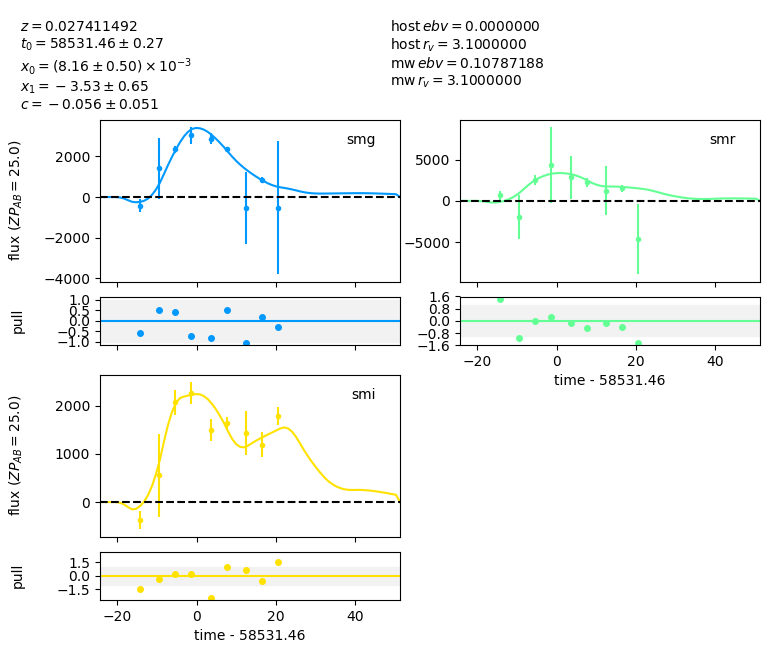 z = 0.027411492
t₀ = 58531.46 ± 0.27
x₀ = (8.16 ± 0.50) × 10⁻³
x₁ = −3.53 ± 0.65
c = −0.056 ± 0.051
host ebv = 0.0000000
host r_v = 3.1000000
mw ebv = 0.10787188
mw r_v = 3.1000000
smg
flux (ZP_AB = 25.0)
2000
0
−2000
−4000
smr
5000
0
−5000
pull
1.0
0.5
0.0
−0.5
−1.0
1.6
0.8
0.0
−0.8
−1.6
−20
0
20
40
time - 58531.46
smi
flux (ZP_AB = 25.0)
2000
1000
0
pull
1.5
0.0
−1.5
−20
0
20
40
time - 58531.46